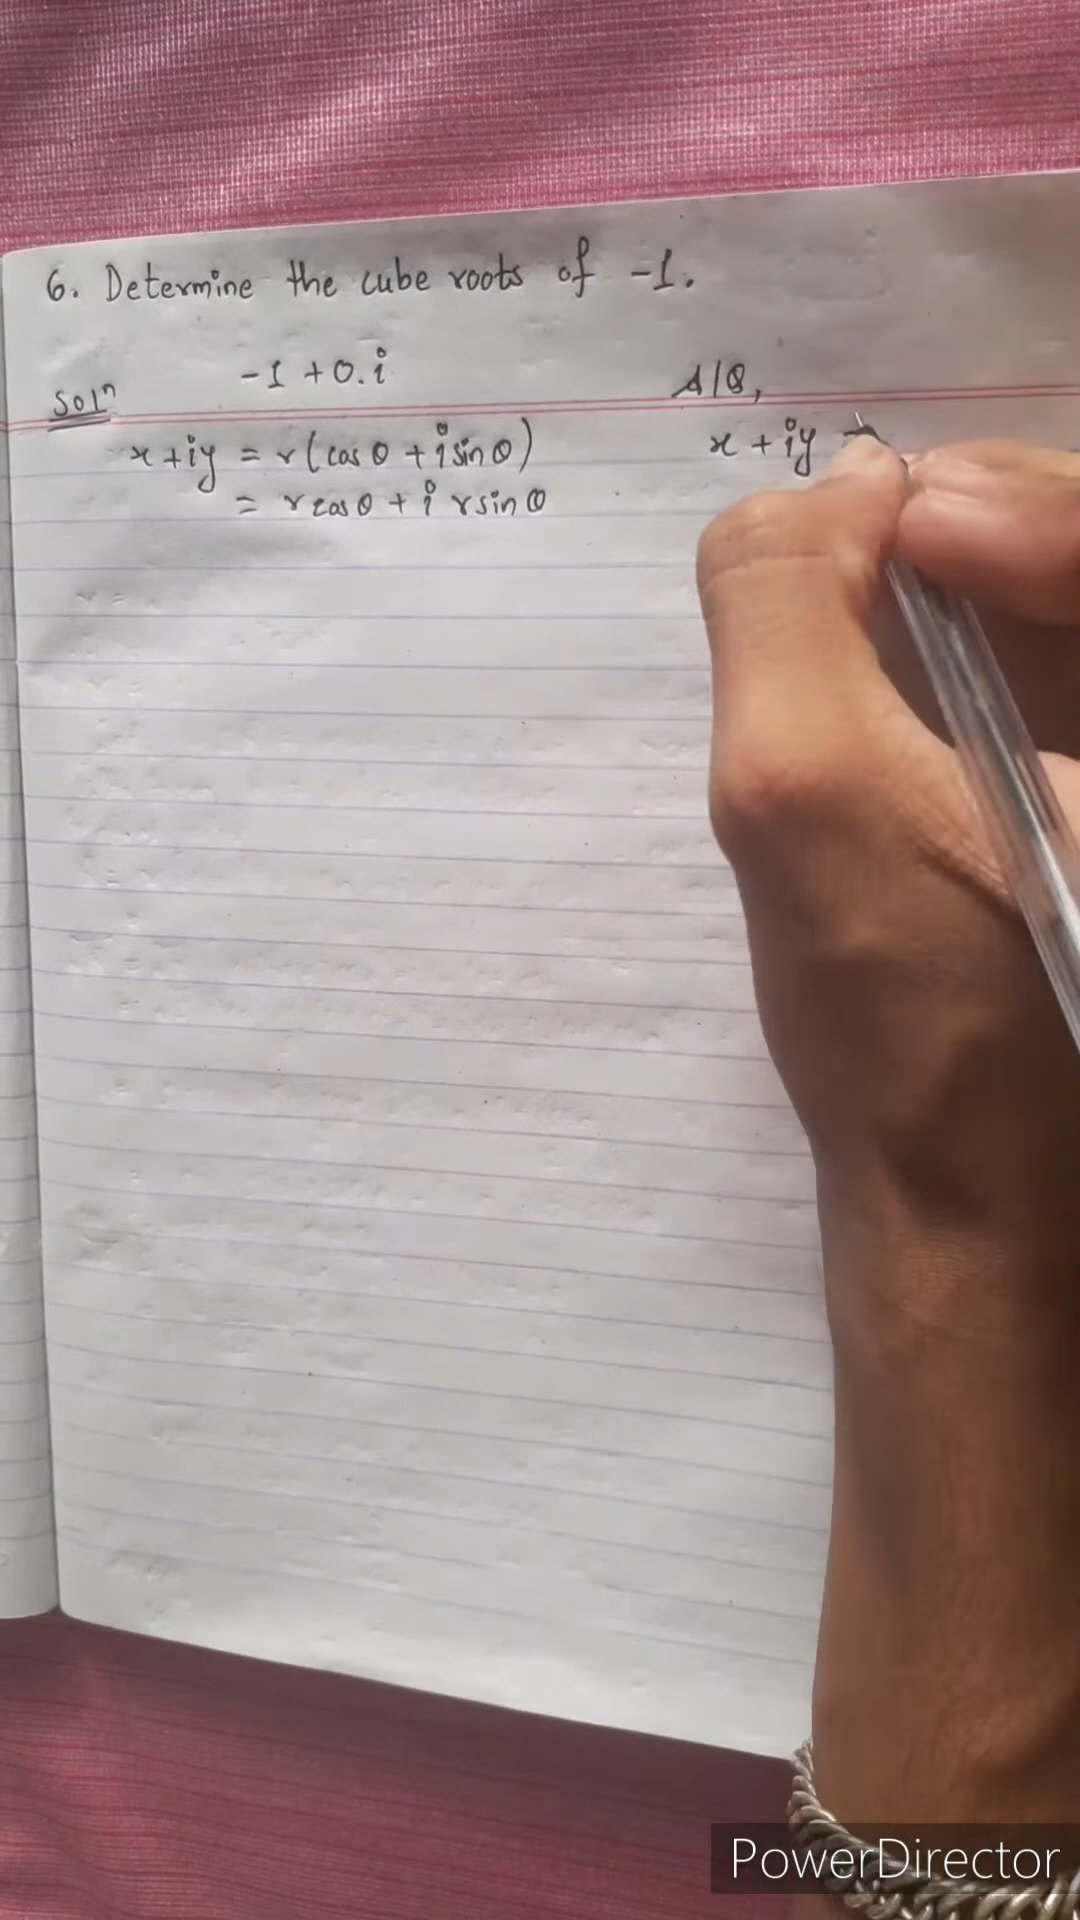 6. Determine the cube roots of -1.
Solⁿ
-1 + 0.i
x + iy = r(cos θ + i sin θ)
= r cos θ + i r sin θ
A/Q,
x + iy =
PowerDirector